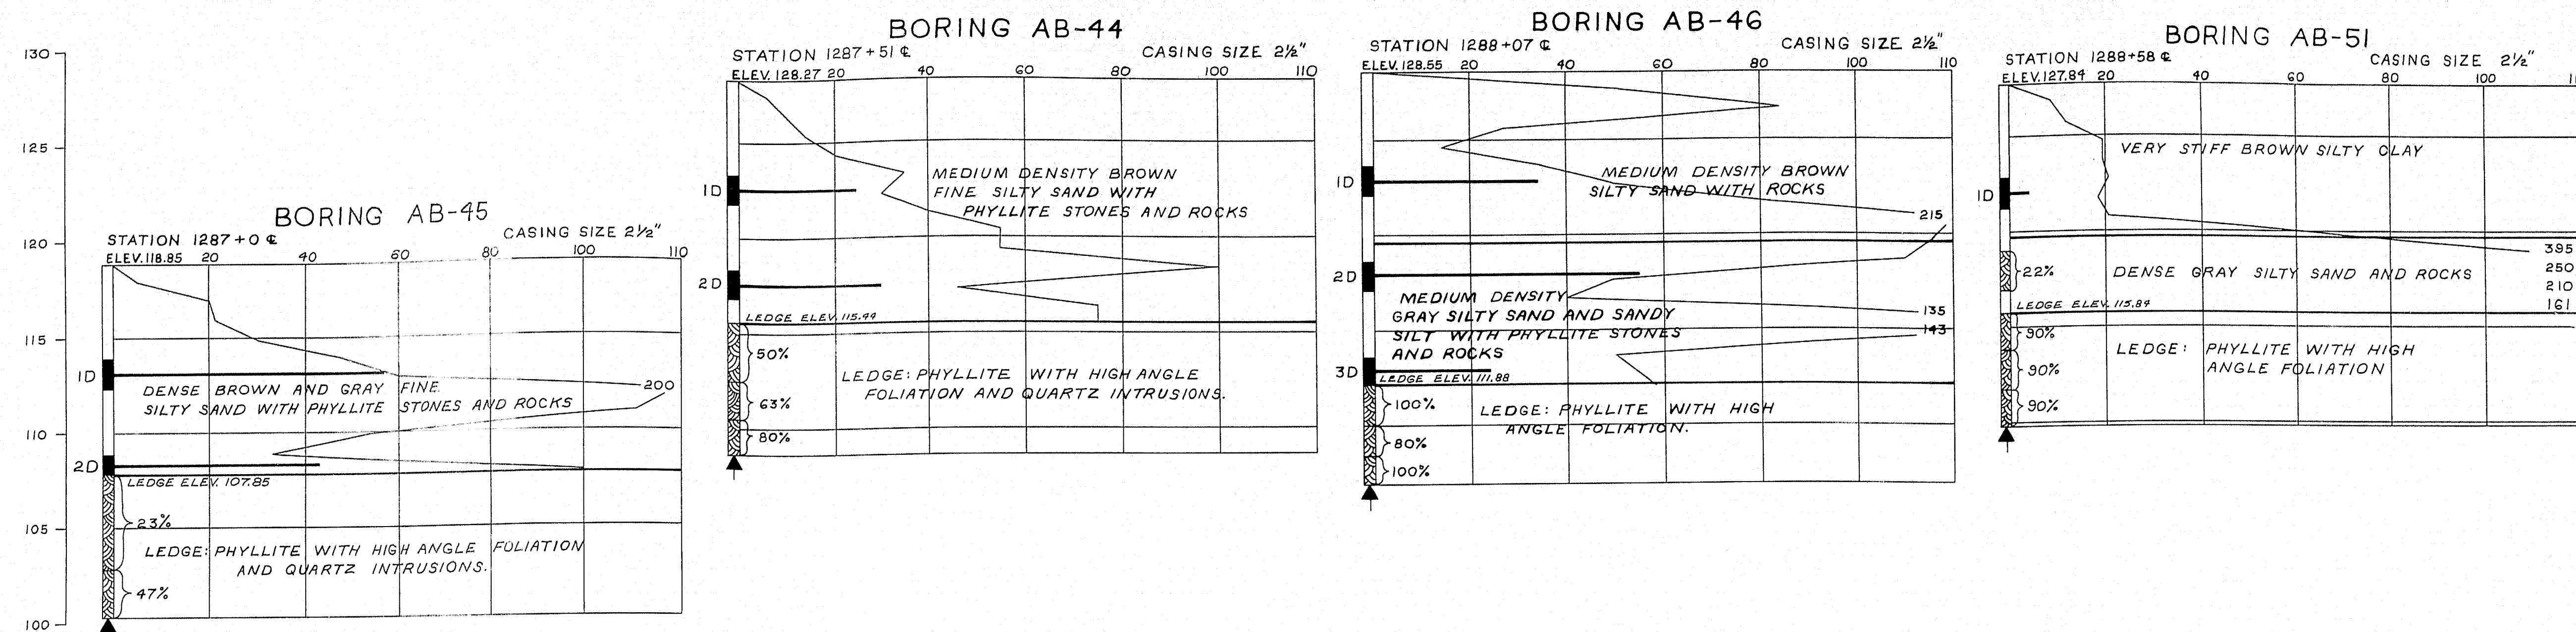 130
125
120
115
110
105
100
BORING AB-45
STATION 1287+0 ℄
CASING SIZE 2½"
ELEV. 118.85 20 40 60 80 100 110
1D
200
DENSE BROWN AND GRAY FINE
SILTY SAND WITH PHYLLITE STONES AND ROCKS
2D
LEDGE ELEV. 107.85
23%
LEDGE: PHYLLITE WITH HIGH ANGLE FOLIATION
AND QUARTZ INTRUSIONS.
47%
BORING AB-44
STATION 1287+51 ℄
CASING SIZE 2½"
ELEV. 128.27 20 40 60 80 100 110
1D
MEDIUM DENSITY BROWN
FINE SILTY SAND WITH
PHYLLITE STONES AND ROCKS
2D
LEDGE ELEV. 115.44
50%
LEDGE: PHYLLITE WITH HIGH ANGLE
FOLIATION AND QUARTZ INTRUSIONS.
63%
80%
BORING AB-46
STATION 1288+07 ℄
CASING SIZE 2½"
ELEV. 128.55 20 40 60 80 100 110
1D
MEDIUM DENSITY BROWN
SILTY SAND WITH ROCKS
215
2D
MEDIUM DENSITY
GRAY SILTY SAND AND SANDY
SILT WITH PHYLLITE STONES
AND ROCKS
135
143
3D
LEDGE ELEV. 111.88
100%
LEDGE: PHYLLITE WITH HIGH
ANGLE FOLIATION.
80%
100%
BORING AB-51
STATION 1288+58 ℄
CASING SIZE 2½"
ELEV. 127.84 20 40 60 80 100
VERY STIFF BROWN SILTY CLAY
1D
395
250
210
161
22%
DENSE GRAY SILTY SAND AND ROCKS
LEDGE ELEV. 115.84
90%
LEDGE: PHYLLITE WITH HIGH
ANGLE FOLIATION
90%
90%